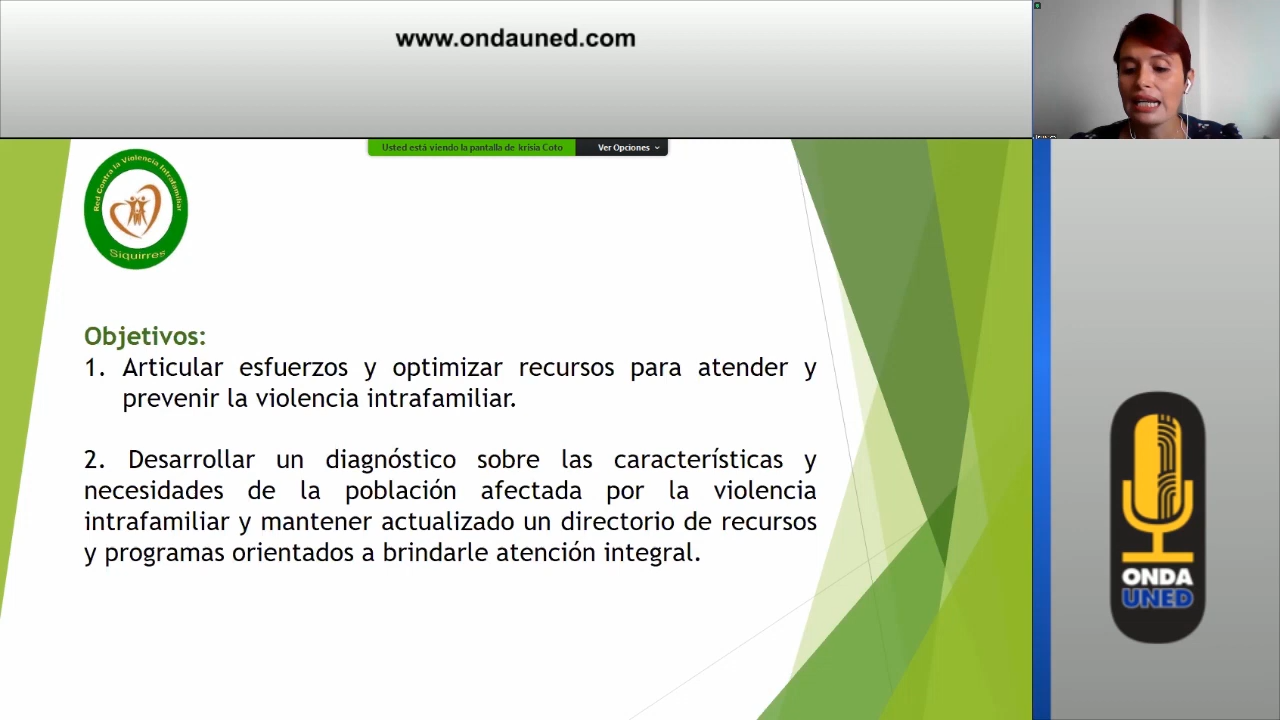 www.ondauned.com
Usted está viendo la pantalla de krisia Coto
Ver Opciones
Red Contra la Violencia Intrafamiliar
Siquirres
Objetivos:
1. Articular esfuerzos y optimizar recursos para atender y
prevenir la violencia intrafamiliar.
2. Desarrollar un diagnóstico sobre las características y
necesidades de la población afectada por la violencia
intrafamiliar y mantener actualizado un directorio de recursos
y programas orientados a brindarle atención integral.
ONDA
UNED